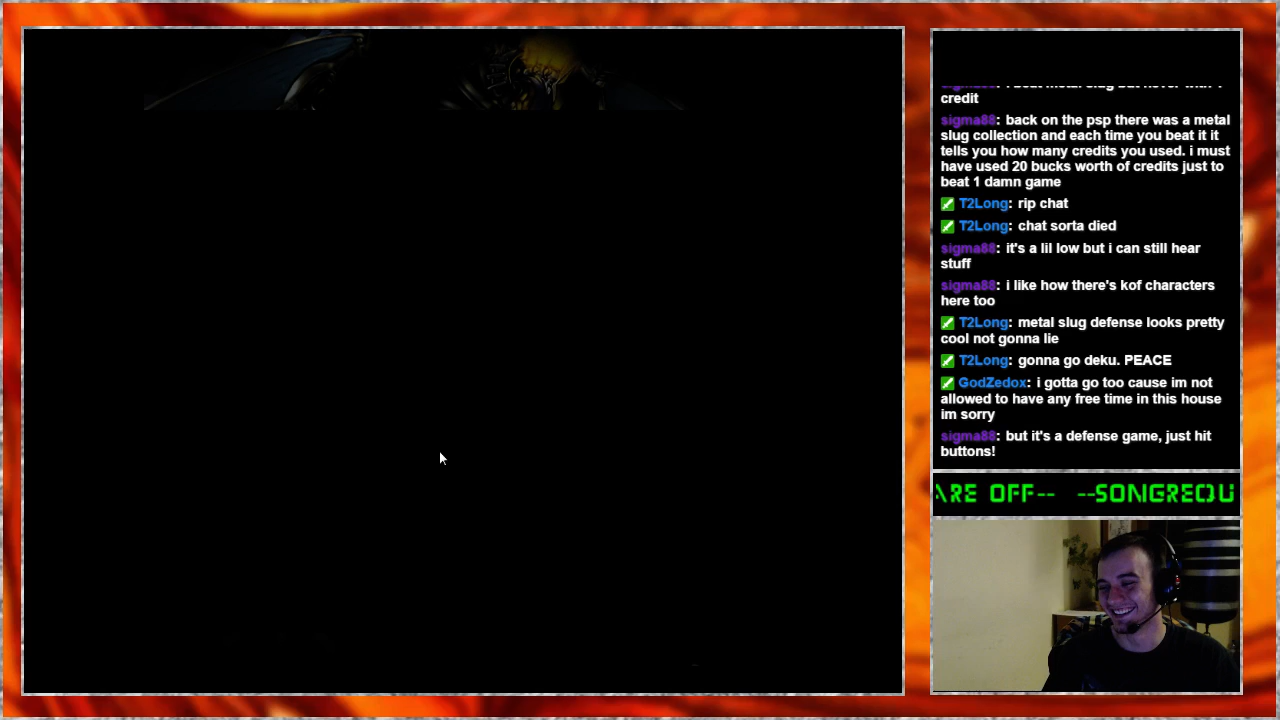 credit
sigma88: back on the psp there was a metal
slug collection and each time you beat it it
tells you how many credits you used. i must
have used 20 bucks worth of credits just to
beat 1 damn game
T2Long: rip chat
T2Long: chat sorta died
sigma88: it's a lil low but i can still hear
stuff
sigma88: i like how there's kof characters
here too
T2Long: metal slug defense looks pretty
cool not gonna lie
T2Long: gonna go deku. PEACE
GodZedox: i gotta go too cause im not
allowed to have any free time in this house
im sorry
sigma88: but it's a defense game, just hit
buttons!
ARE OFF-- --SONGREQU